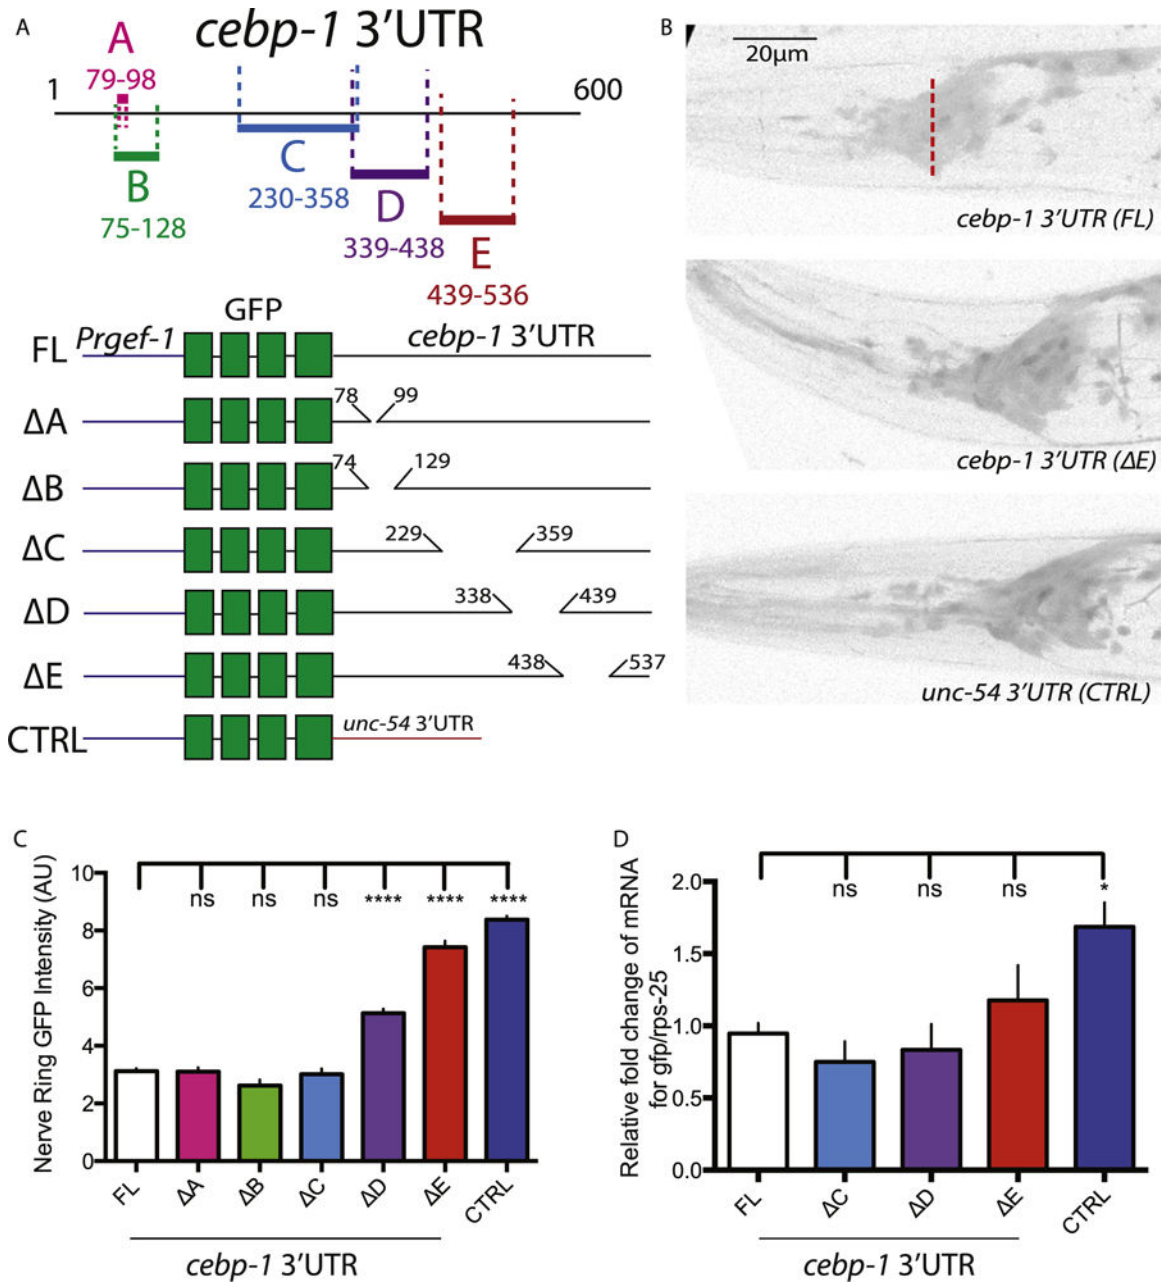 A
cebp-1 3'UTR
A
79-98
1
600
B
75-128
C
230-358
D
339-438
E
439-536
GFP
FL
Prgef-1
cebp-1 3'UTR
ΔA
78
99
ΔB
74
129
ΔC
229
359
ΔD
338
439
ΔE
438
537
CTRL
unc-54 3'UTR
B
20μm
cebp-1 3'UTR (FL)
cebp-1 3'UTR (ΔE)
unc-54 3'UTR (CTRL)
C
Nerve Ring GFP Intensity (AU)
10
8
6
4
2
0
ns
ns
ns
****
****
****
FL
ΔA
ΔB
ΔC
ΔD
ΔE
CTRL
cebp-1 3'UTR
D
Relative fold change of mRNA
for gfp/rps-25
2.0
1.5
1.0
0.5
0.0
ns
ns
ns
*
FL
ΔC
ΔD
ΔE
CTRL
cebp-1 3'UTR